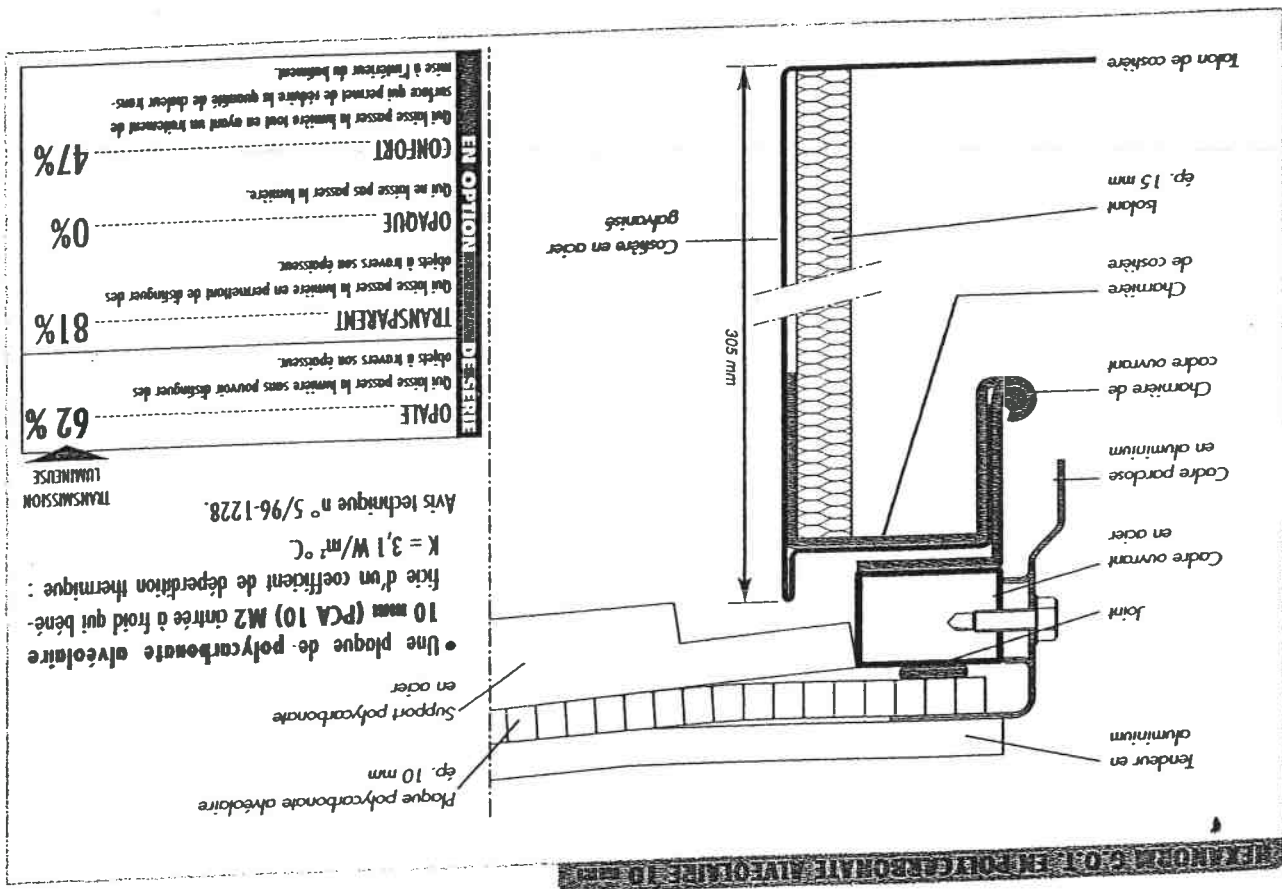 HEXANORM C.O.T. EN POLYCARBONATE ALVEOLAIRE 10 mm
Tendeur en
aluminium
Joint
Cadre ouvrant
en acier
Cadre parclose
en aluminium
Charnière de
cadre ouvrant
Charnière
de costière
Isolant
ép. 15 mm
Talon de costière
305 mm
Costière en acier
galvanisé
Plaque polycarbonate alvéolaire
ép. 10 mm
Support polycarbonate
en acier
• Une plaque de polycarbonate alvéolaire
10 mm (PCA 10) M2 cintrée à froid qui béné-
ficie d'un coefficient de déperdition thermique :
K = 3,1 W/m² °C.
Avis technique n° 5/96-1228.
TRANSMISSION
LUMINEUSE
DE SÉRIE
OPALE 62 %
Qui laisse passer la lumière sans pouvoir distinguer des
objets à travers son épaisseur.
EN OPTION
TRANSPARENT 81%
Qui laisse passer la lumière en permettant de distinguer des
objets à travers son épaisseur.
OPAQUE 0%
Qui ne laisse pas passer la lumière.
CONFORT 47%
Qui laisse passer la lumière tout en ayant un traitement de
surface qui permet de réduire la quantité de chaleur trans-
mise à l'intérieur du bâtiment.